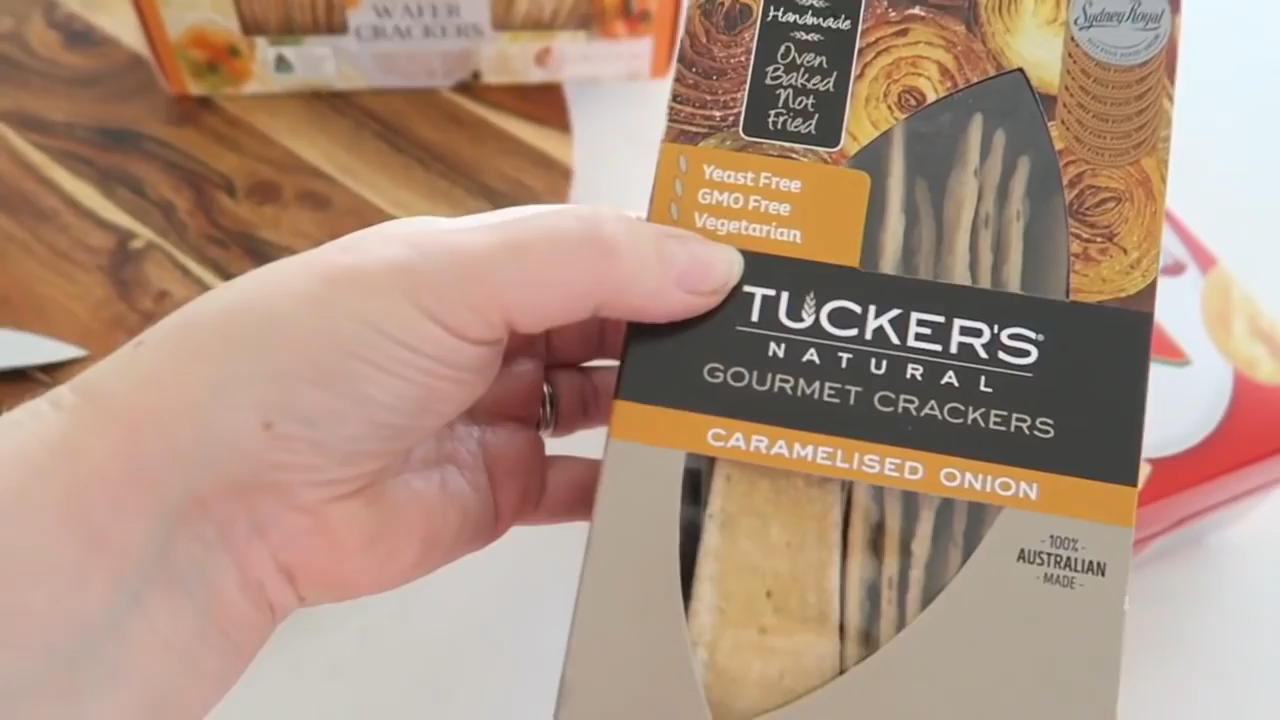 WAFER
CRACKERS
Handmade
Oven
Baked
Not
Fried
Sydney Royal
Yeast Free
GMO Free
Vegetarian
TUCKER'S
NATURAL
GOURMET CRACKERS
CARAMELISED ONION
- 100% -
AUSTRALIAN
- MADE -